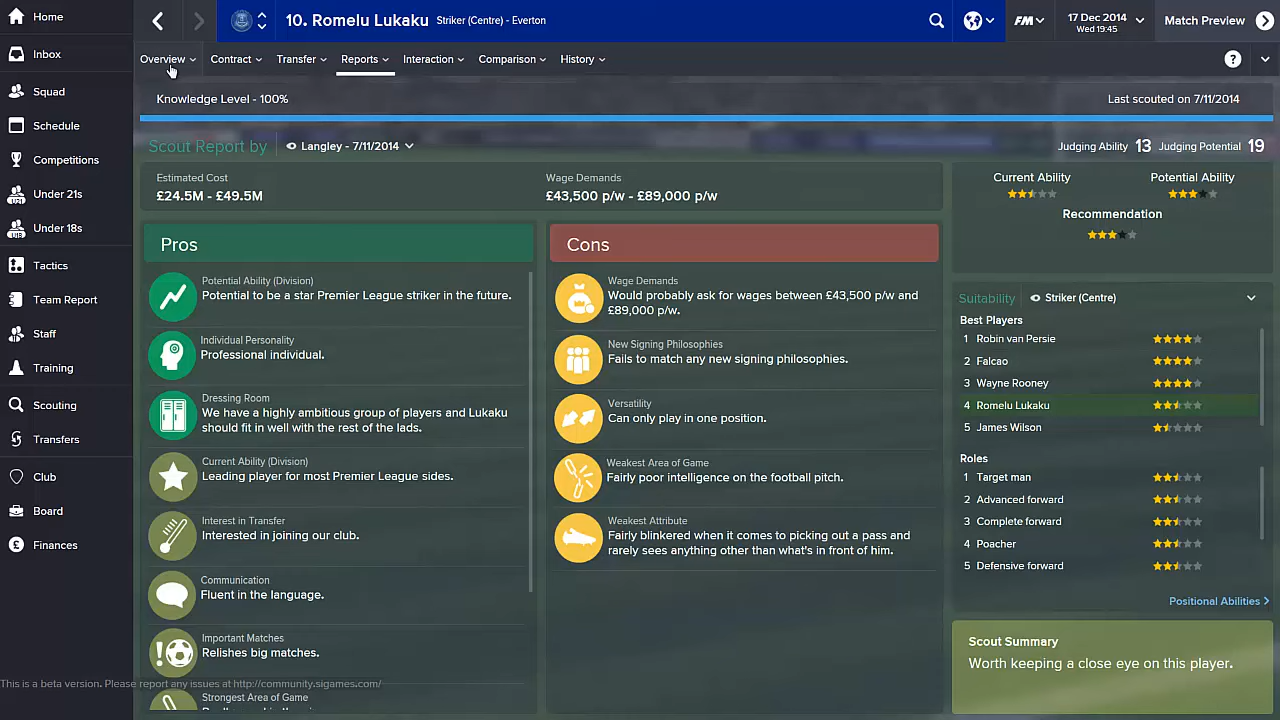 Home
Inbox
Squad
Schedule
Competitions
Under 21s
Under 18s
Tactics
Team Report
Staff
Training
Scouting
Transfers
Club
Board
Finances
10. Romelu Lukaku Striker (Centre) - Everton
FM
17 Dec 2014
Wed 19:45
Match Preview
Overview Contract Transfer Reports Interaction Comparison History
?
Knowledge Level - 100%
Last scouted on 7/11/2014
Scout Report by Langley - 7/11/2014
Judging Ability 13 Judging Potential 19
Estimated Cost
£24.5M - £49.5M
Wage Demands
£43,500 p/w - £89,000 p/w
Pros
Potential Ability (Division)
Potential to be a star Premier League striker in the future.
Individual Personality
Professional individual.
Dressing Room
We have a highly ambitious group of players and Lukaku
should fit in well with the rest of the lads.
Current Ability (Division)
Leading player for most Premier League sides.
Interest in Transfer
Interested in joining our club.
Communication
Fluent in the language.
Important Matches
Relishes big matches.
Strongest Area of Game
Cons
Wage Demands
Would probably ask for wages between £43,500 p/w and
£89,000 p/w.
New Signing Philosophies
Fails to match any new signing philosophies.
Versatility
Can only play in one position.
Weakest Area of Game
Fairly poor intelligence on the football pitch.
Weakest Attribute
Fairly blinkered when it comes to picking out a pass and
rarely sees anything other than what's in front of him.
Current Ability
Potential Ability
Recommendation
Suitability Striker (Centre)
Best Players
1 Robin van Persie
2 Falcao
3 Wayne Rooney
4 Romelu Lukaku
5 James Wilson
Roles
1 Target man
2 Advanced forward
3 Complete forward
4 Poacher
5 Defensive forward
Positional Abilities
Scout Summary
Worth keeping a close eye on this player.
This is a beta version. Please report any issues at http://community.sigames.com/